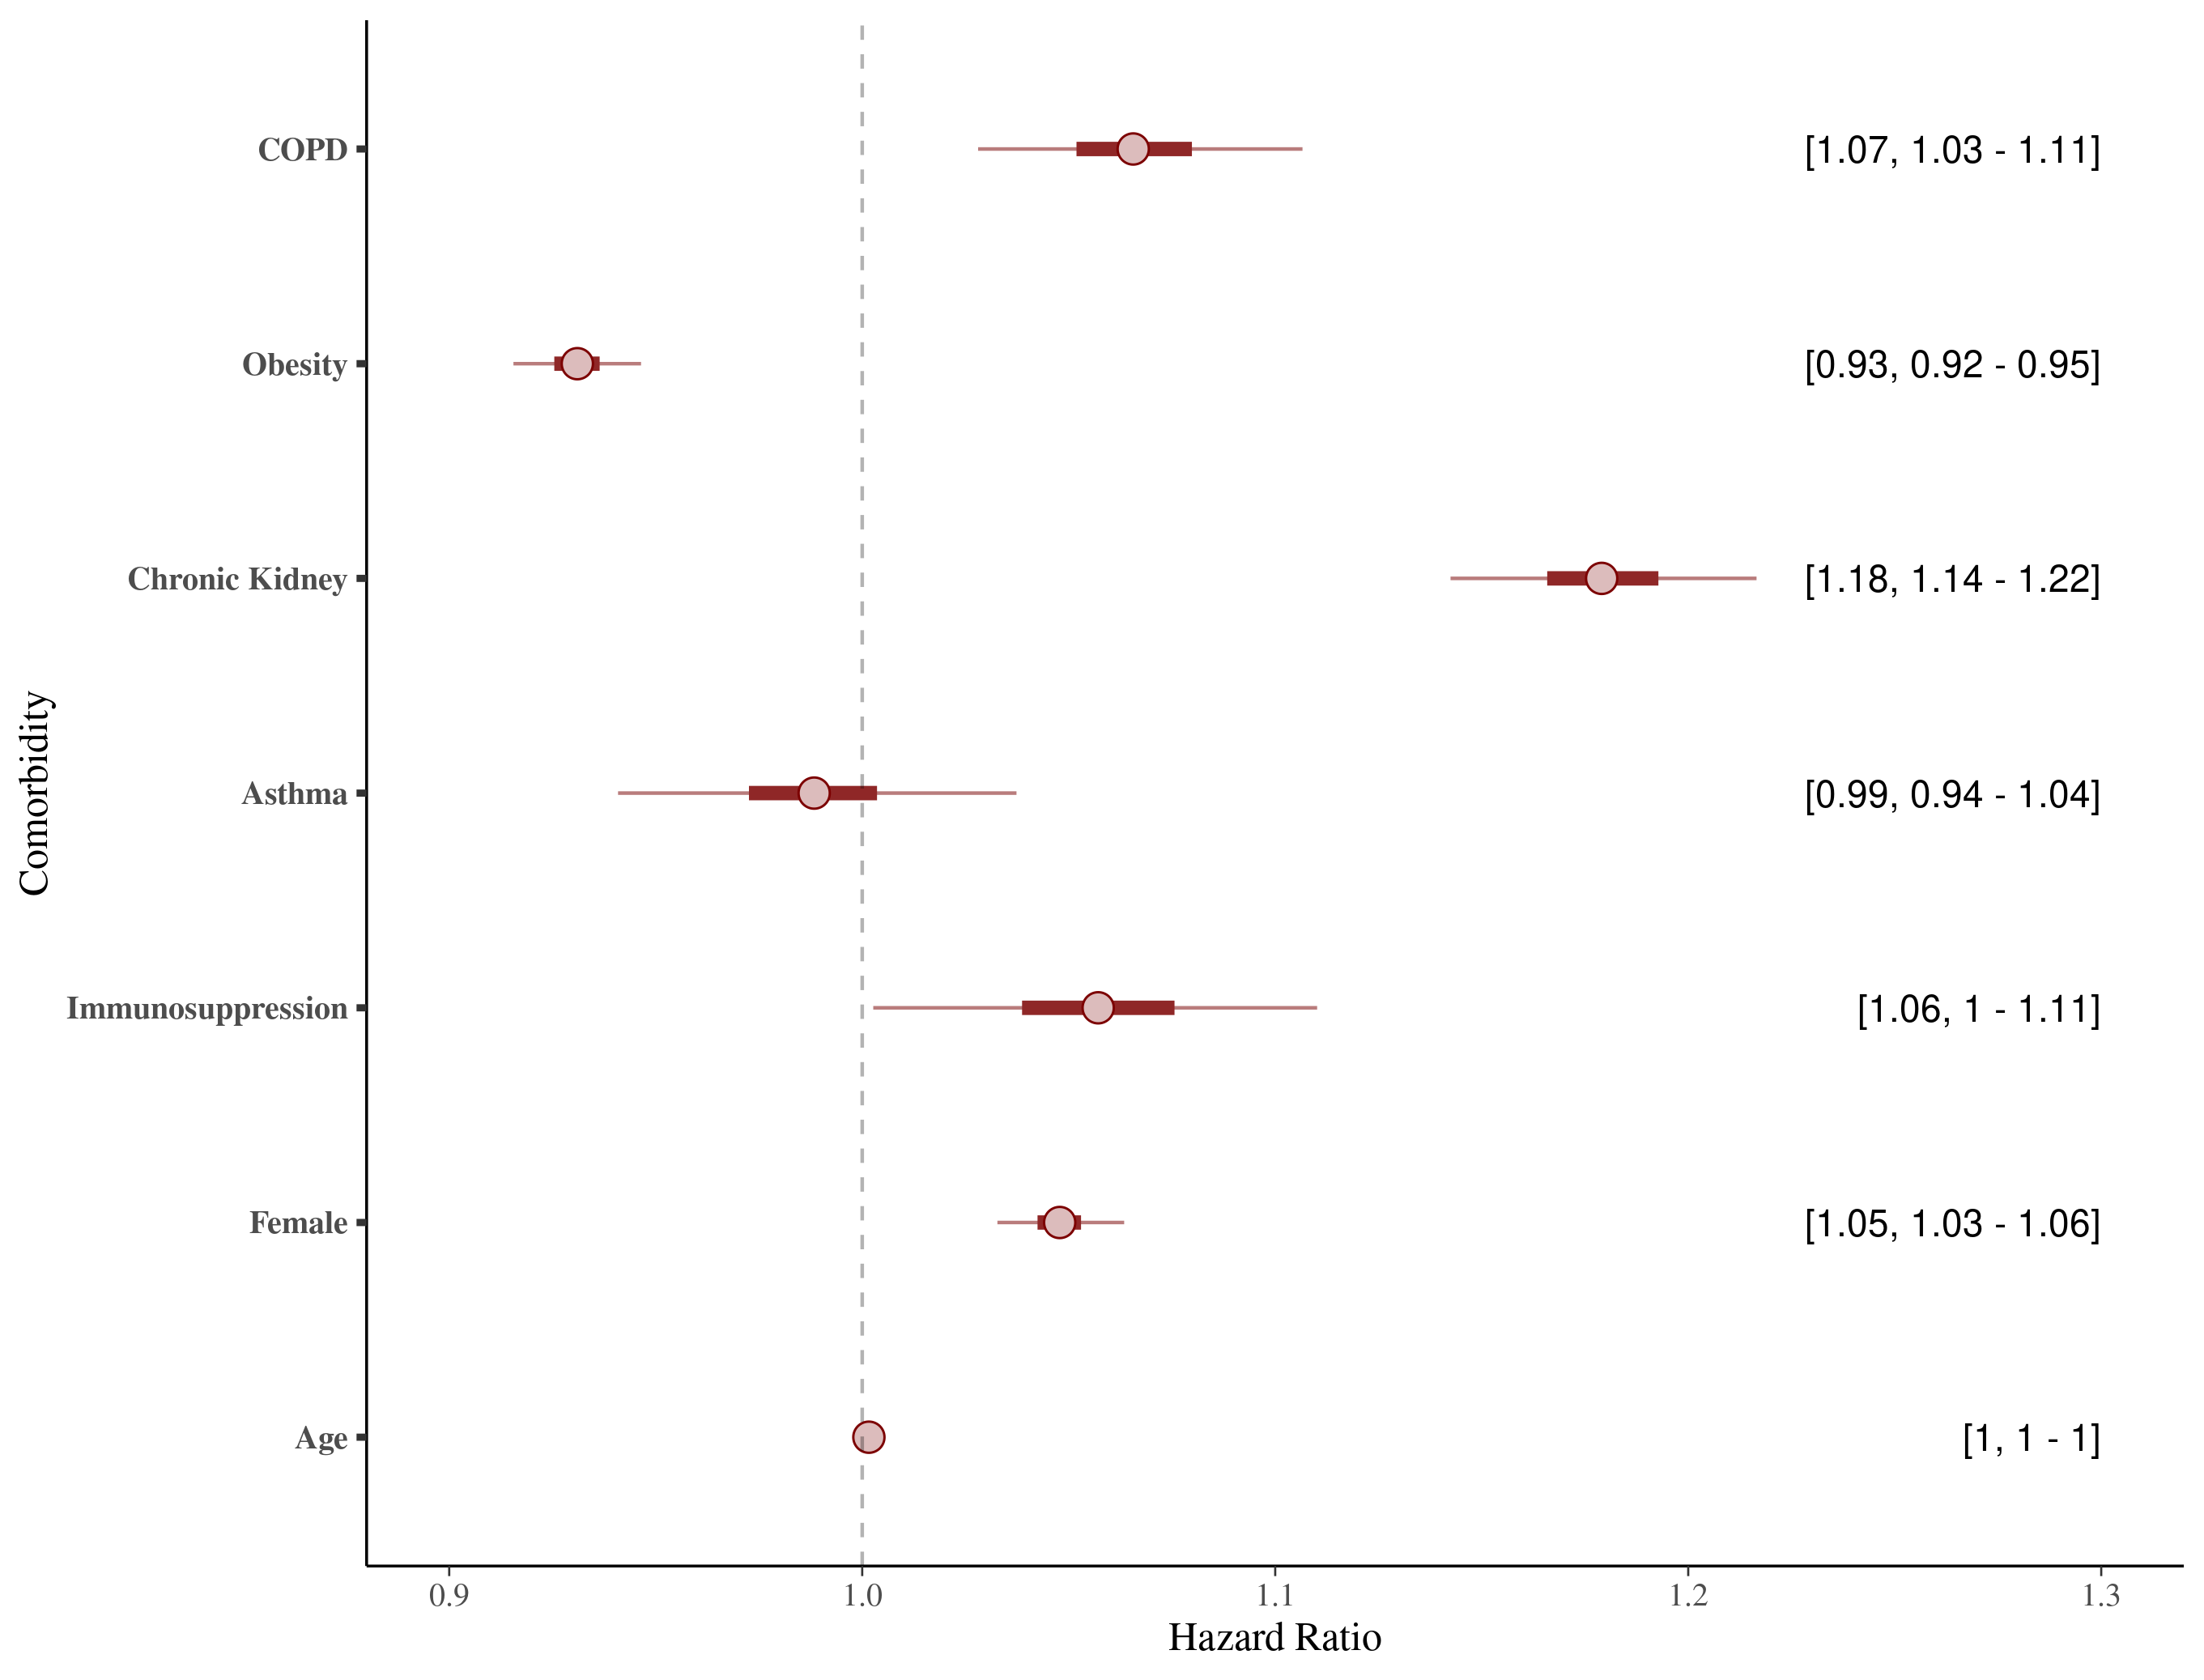 COPD [1.07, 1.03 - 1.11]
Obesity [0.93, 0.92 - 0.95]
Chronic Kidney [1.18, 1.14 - 1.22]
Asthma [0.99, 0.94 - 1.04]
Immunosuppression [1.06, 1 - 1.11]
Female [1.05, 1.03 - 1.06]
Age [1, 1 - 1]
Comorbidity
0.9 1.0 1.1 1.2 1.3
Hazard Ratio